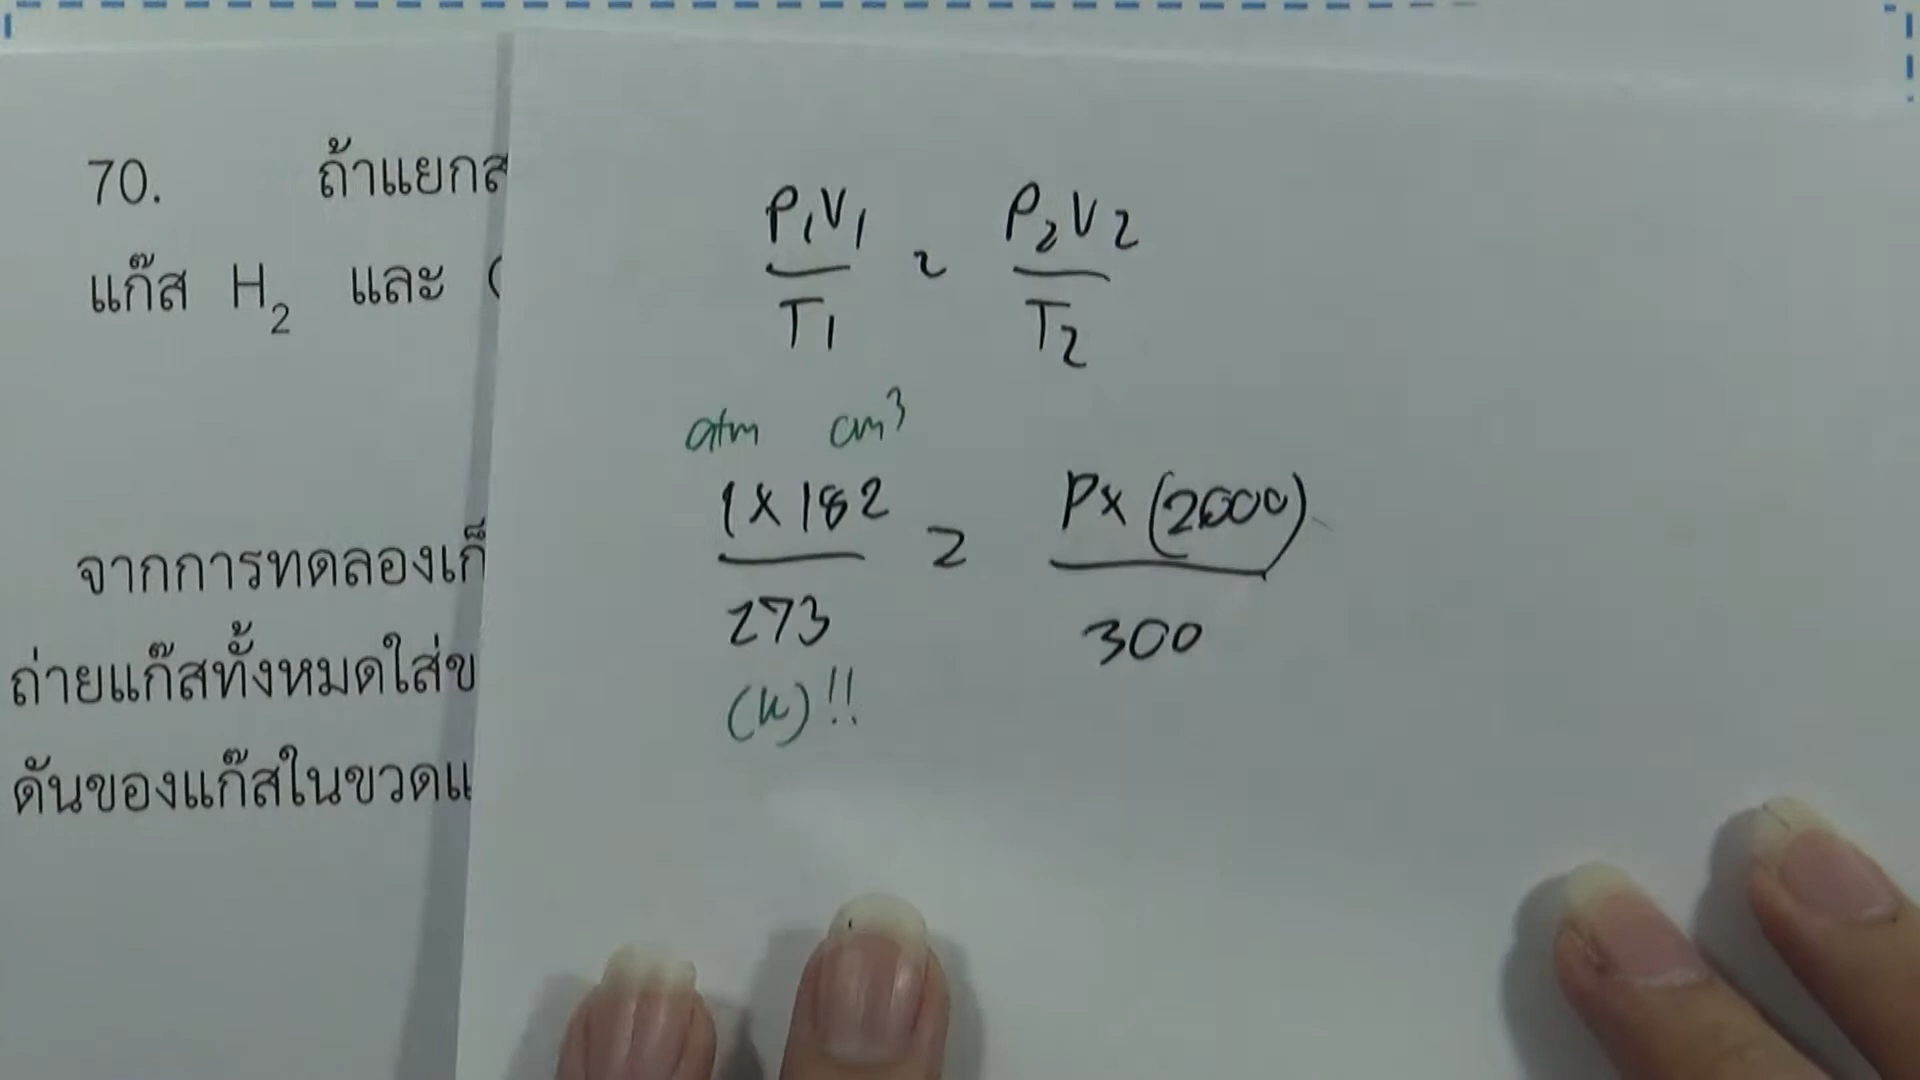 70. ถ้าแยกส
แก๊ส H₂ และ
จากการทดลองเก็
ถ่ายแก๊สทั้งหมดใส่ข
ดันของแก๊สในขวดแ
P₁V₁ = P₂V₂
T₁ T₂
atm cm³
1 x 182 = P x (2000)
273 300
(K)!!